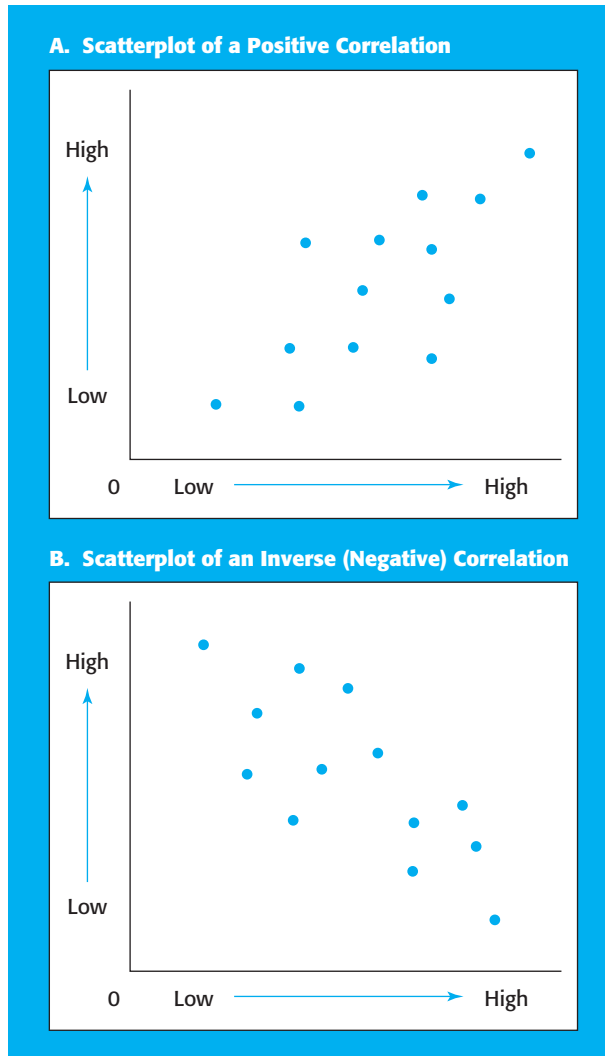 A. Scatterplot of a Positive Correlation
High
Low
0 Low High
B. Scatterplot of an Inverse (Negative) Correlation
High
Low
0 Low High